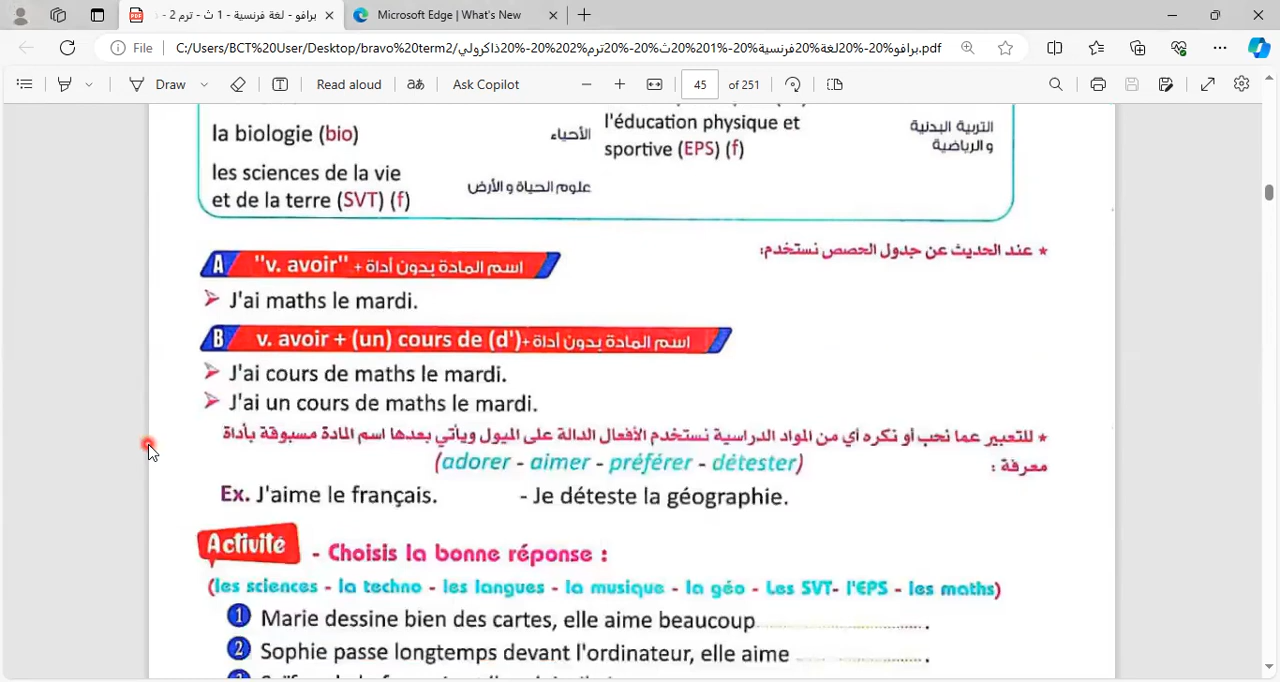 برافو - لغة فرنسية - 1 ث - ترم 2 -
Microsoft Edge | What's New
File
C:/Users/BCT%20User/Desktop/bravo%20term2/برافو%20-%20لغة%20فرنسية%20-%201%20ث%20-%20ترم%202%20-%20ذاكرولي.pdf
Draw
Read aloud
aあ
Ask Copilot
45
of 251
la biologie (bio)
الأحياء
les sciences de la vie
et de la terre (SVT) (f)
علوم الحياة و الأرض
l'éducation physique et
sportive (EPS) (f)
التربية البدنية
و الرياضية
* عند الحديث عن جدول الحصص نستخدم:
A "v. avoir" + اسم المادة بدون أداة
J'ai maths le mardi.
B v. avoir + (un) cours de (d')+ اسم المادة بدون أداة
J'ai cours de maths le mardi.
J'ai un cours de maths le mardi.
* للتعبير عما نحب أو نكره أي من المواد الدراسية نستخدم الأفعال الدالة على الميول ويأتي بعدها اسم المادة مسبوقة بأداة
معرفة :
(adorer - aimer - préférer - détester)
Ex. J'aime le français. - Je déteste la géographie.
Activité - Choisis la bonne réponse :
(les sciences - la techno - les langues - la musique - la géo - Les SVT- l'EPS - les maths)
1 Marie dessine bien des cartes, elle aime beaucoup .................... .
2 Sophie passe longtemps devant l'ordinateur, elle aime .................... .